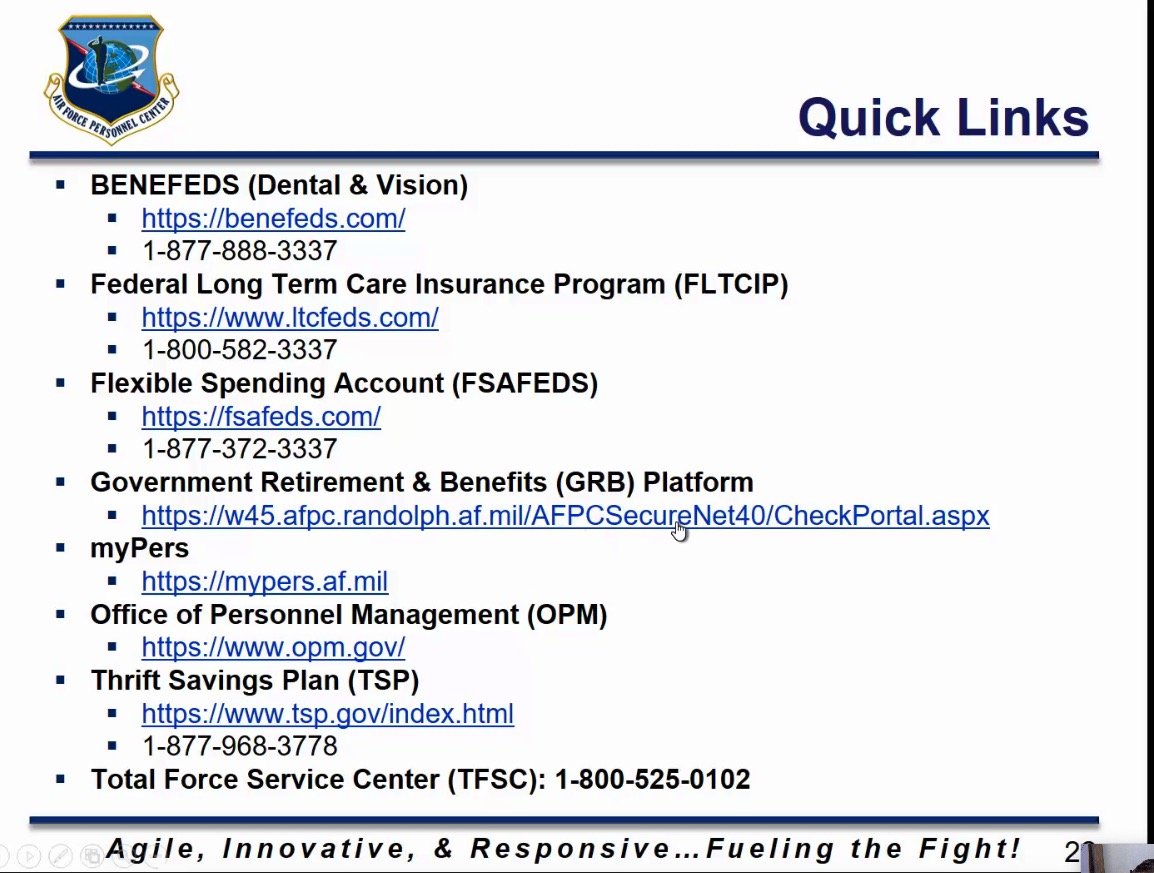 AIR FORCE PERSONNEL CENTER
Quick Links
BENEFEDS (Dental & Vision)
https://benefeds.com/
1-877-888-3337
Federal Long Term Care Insurance Program (FLTCIP)
https://www.ltcfeds.com/
1-800-582-3337
Flexible Spending Account (FSAFEDS)
https://fsafeds.com/
1-877-372-3337
Government Retirement & Benefits (GRB) Platform
https://w45.afpc.randolph.af.mil/AFPCSecureNet40/CheckPortal.aspx
myPers
https://mypers.af.mil
Office of Personnel Management (OPM)
https://www.opm.gov/
Thrift Savings Plan (TSP)
https://www.tsp.gov/index.html
1-877-968-3778
Total Force Service Center (TFSC): 1-800-525-0102
Agile, Innovative, & Responsive...Fueling the Fight!